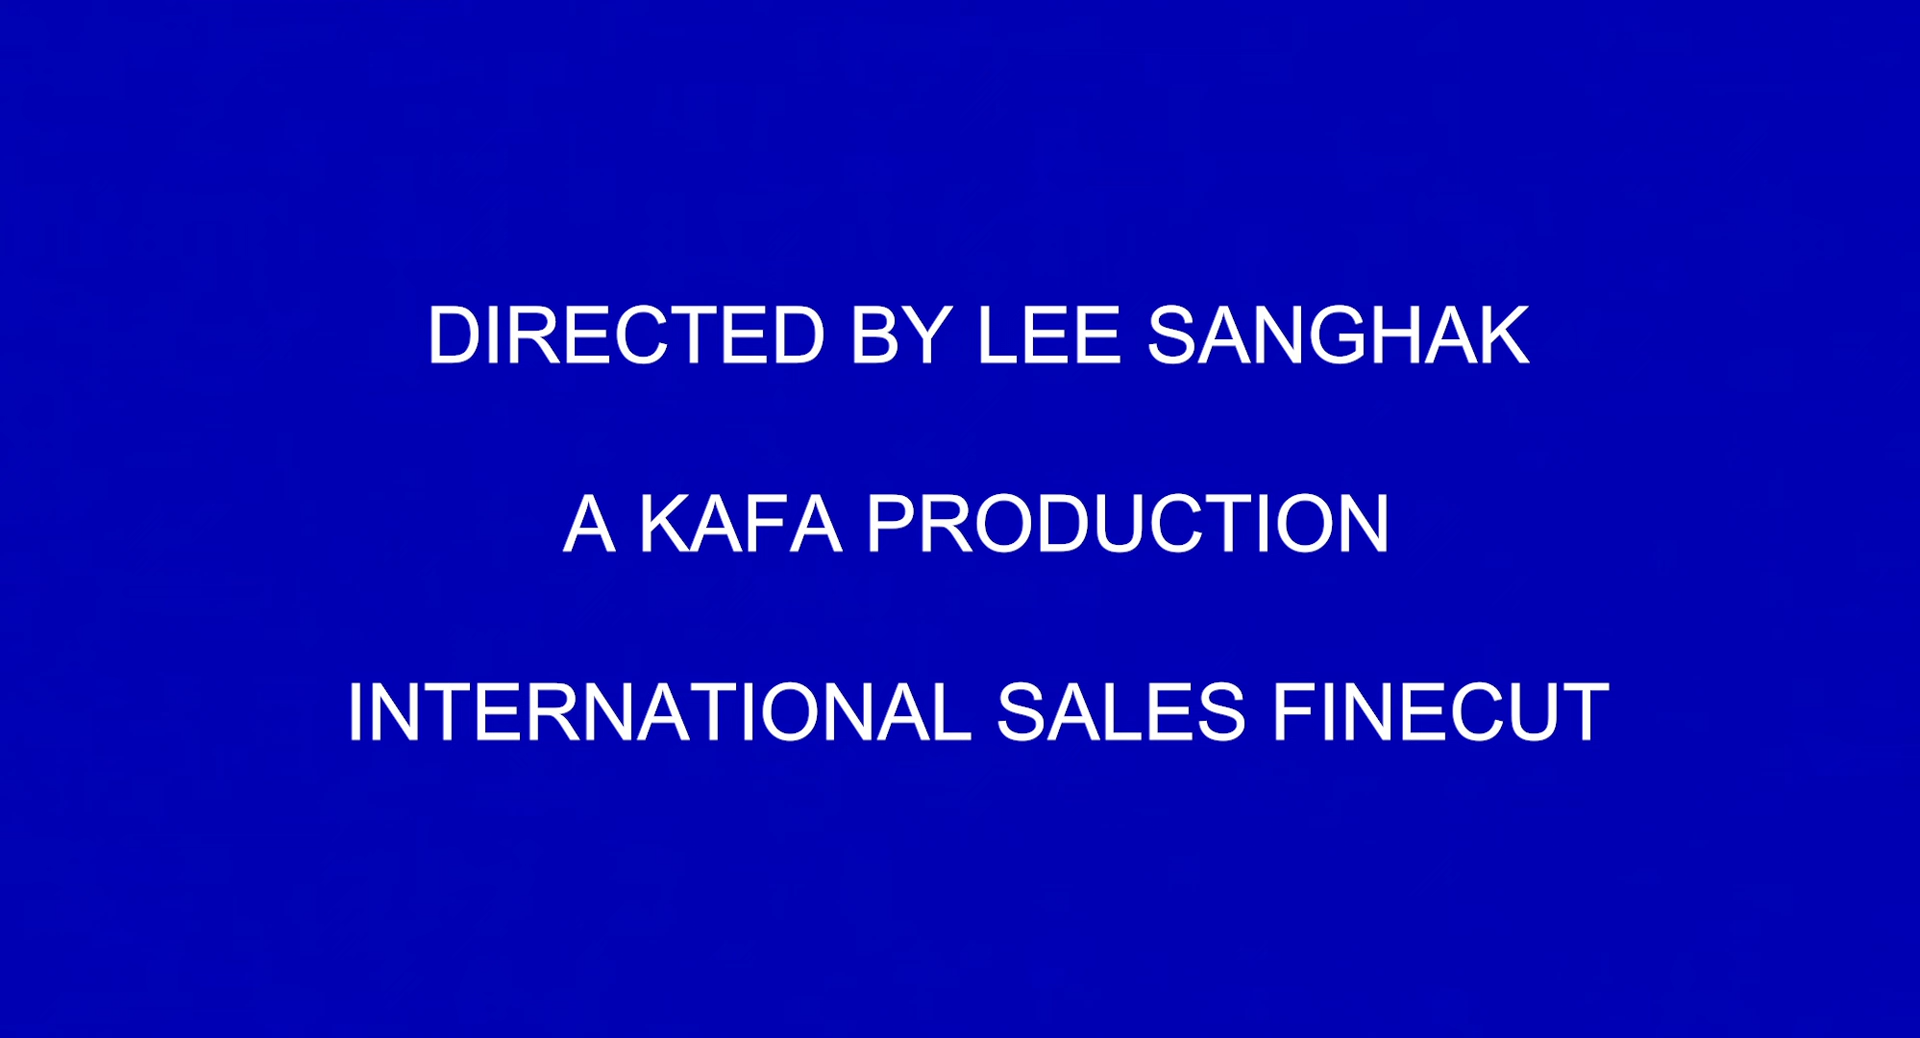 DIRECTED BY LEE SANGHAK
A KAFA PRODUCTION
INTERNATIONAL SALES FINECUT